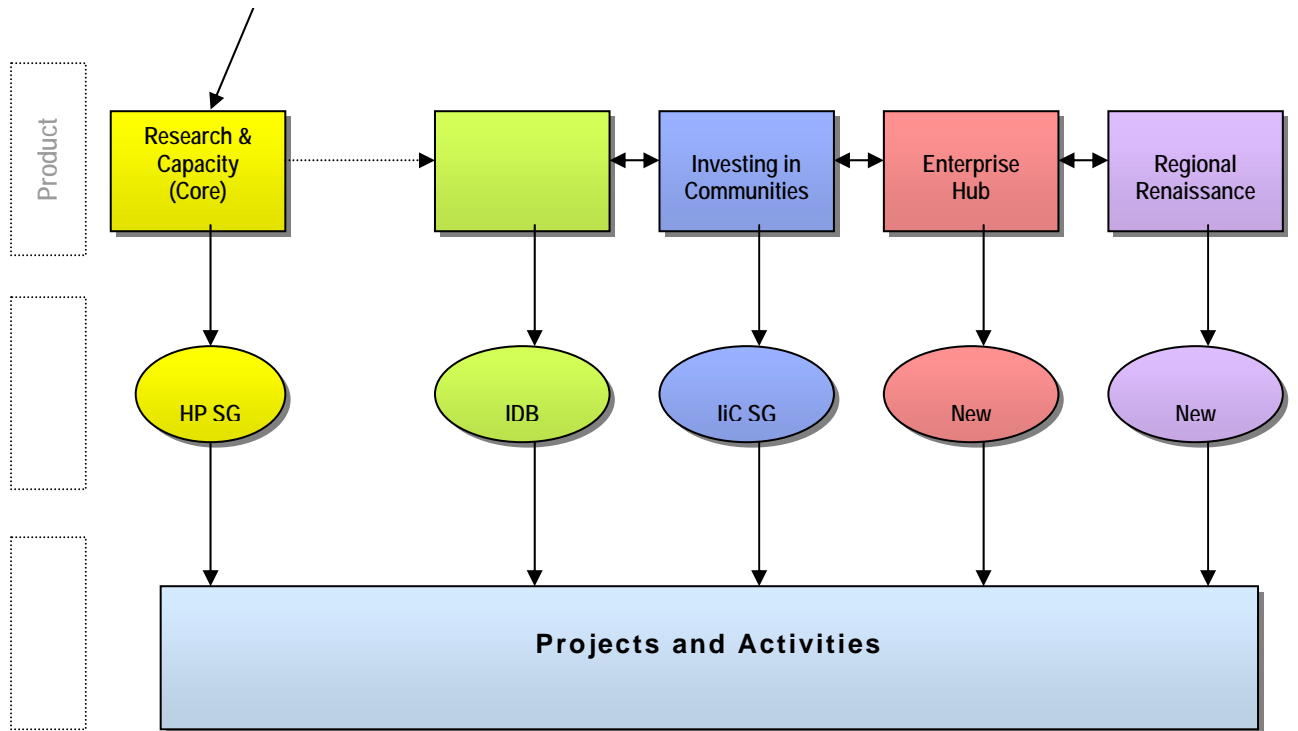 Product
Research &
Capacity
(Core)
Investing in
Communities
Enterprise
Hub
Regional
Renaissance
HP SG
IDB
IiC SG
New
New
Projects and Activities